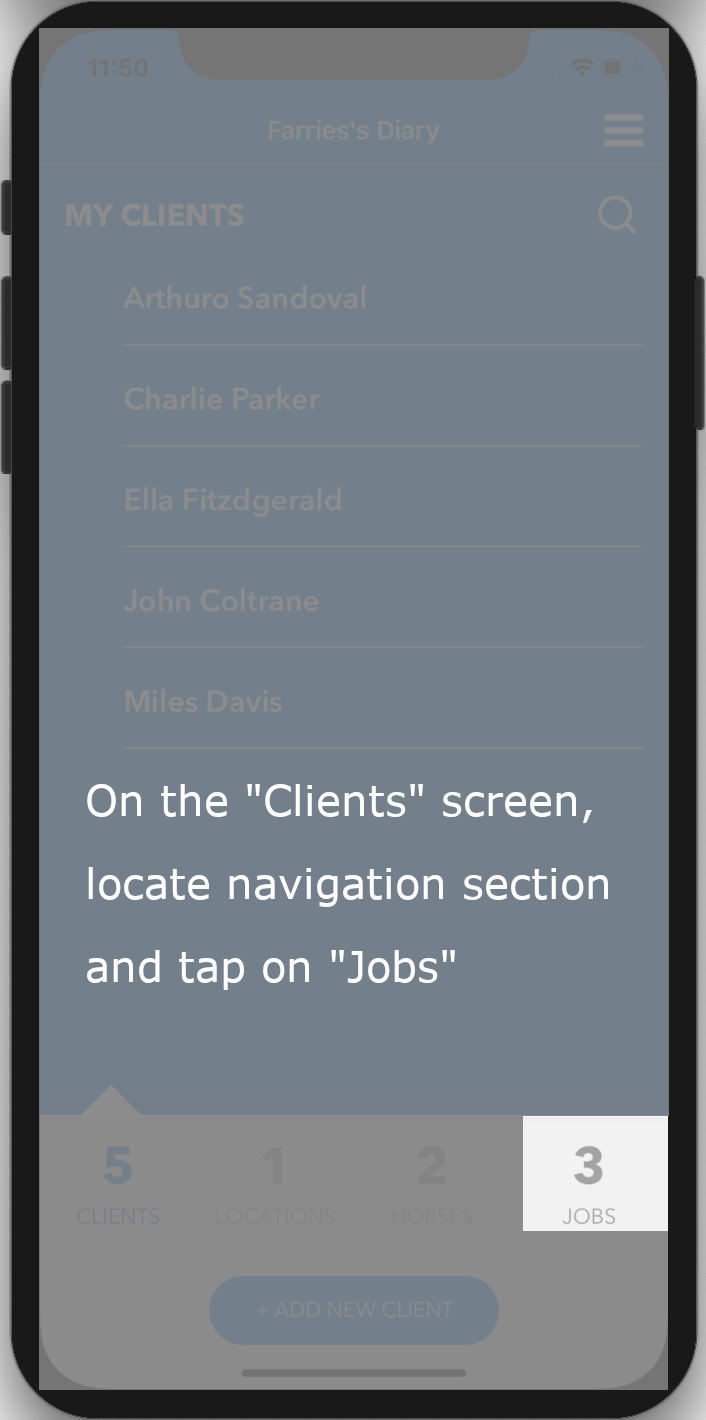 11:50
Farries's Diary
MY CLIENTS
Arthuro Sandoval
Charlie Parker
Ella Fitzdgerald
John Coltrane
Miles Davis
On the "Clients" screen,
locate navigation section
and tap on "Jobs"
5 1 2 3
CLIENTS LOCATIONS HORSES JOBS
+ ADD NEW CLIENT